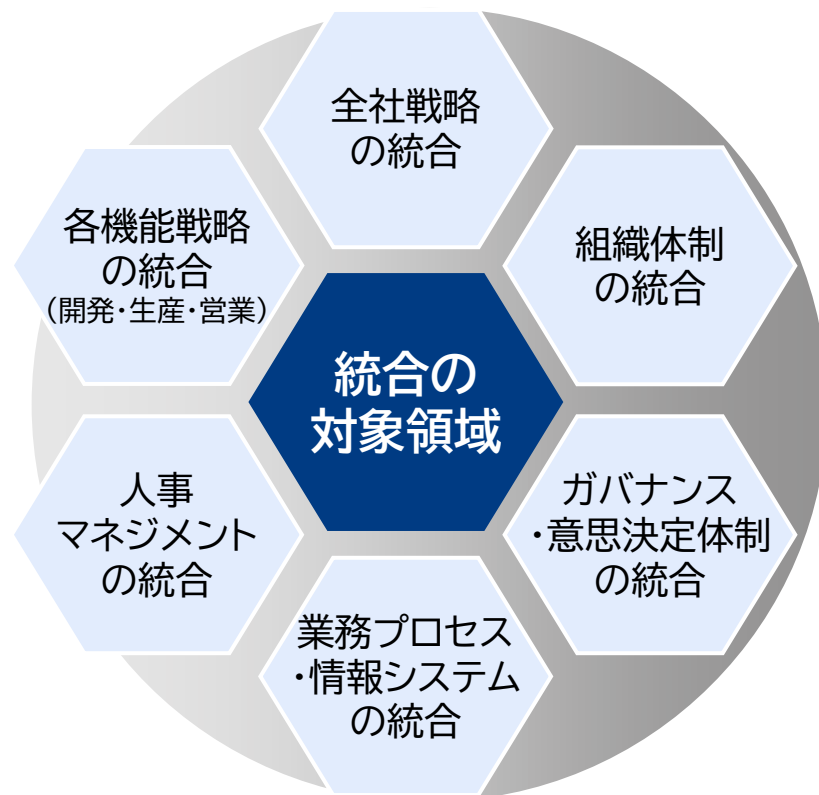 全社戦略
の統合
組織体制
の統合
ガバナンス
・意思決定体制
の統合
業務プロセス
・情報システム
の統合
人事
マネジメント
の統合
各機能戦略
の統合
（開発・生産・営業）
統合の
対象領域